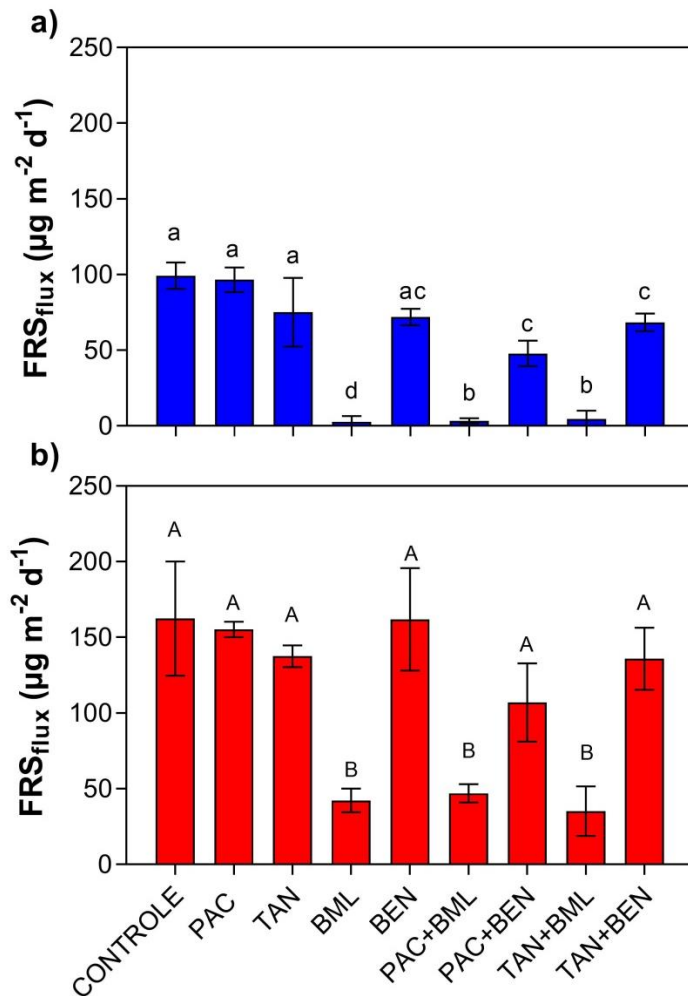 a)
FRSflux (µg m-2 d-1)
250
200
150
100
50
0
a
a
a
d
ac
b
c
b
c
b)
FRSflux (µg m-2 d-1)
250
200
150
100
50
0
A
A
A
B
A
B
A
B
A
CONTROLE
PAC
TAN
BML
BEN
PAC+BML
PAC+BEN
TAN+BML
TAN+BEN